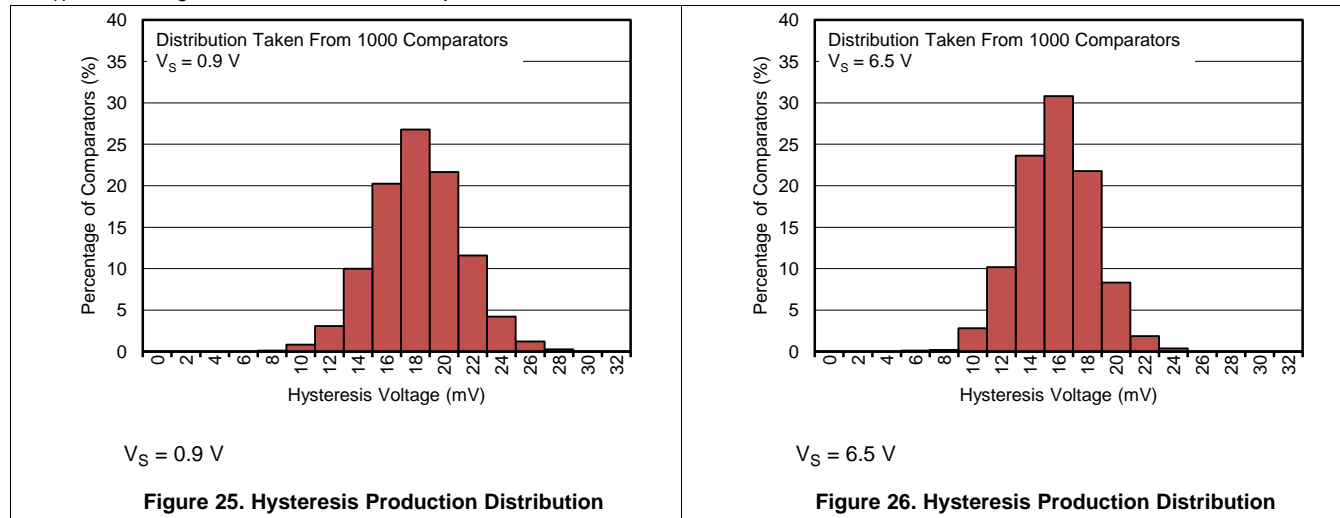 Distribution Taken From 1000 Comparators
VS = 0.9 V
Percentage of Comparators (%)
40
35
30
25
20
15
10
5
0
0 2 4 6 8 10 12 14 16 18 20 22 24 26 28 30 32
Hysteresis Voltage (mV)
VS = 0.9 V
Figure 25. Hysteresis Production Distribution
Distribution Taken From 1000 Comparators
VS = 6.5 V
Percentage of Comparators (%)
40
35
30
25
20
15
10
5
0
0 2 4 6 8 10 12 14 16 18 20 22 24 26 28 30 32
Hysteresis Voltage (mV)
VS = 6.5 V
Figure 26. Hysteresis Production Distribution